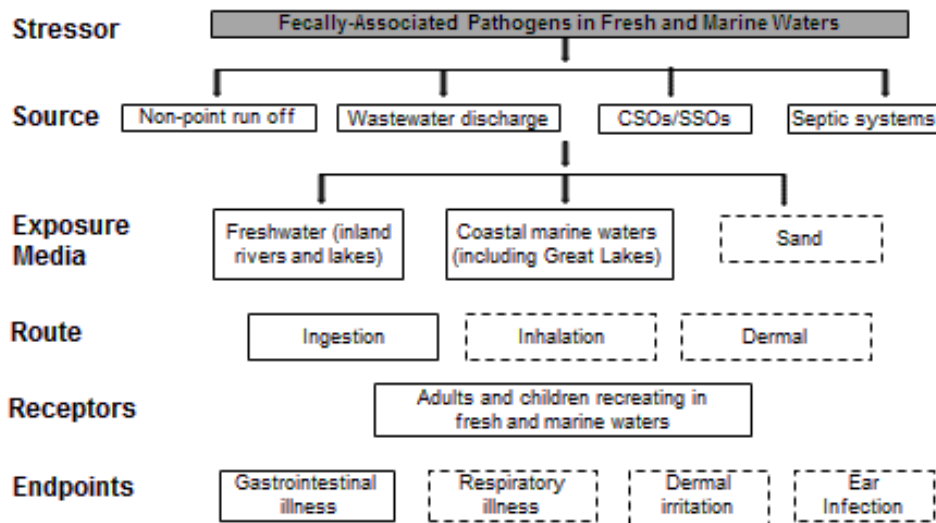 Stressor
Fecally-Associated Pathogens in Fresh and Marine Waters
Source
Non-point run off
Wastewater discharge
CSOs/SSOs
Septic systems
Exposure
Media
Freshwater (inland
rivers and lakes)
Coastal marine waters
(including Great Lakes)
Sand
Route
Ingestion
Inhalation
Dermal
Receptors
Adults and children recreating in
fresh and marine waters
Endpoints
Gastrointestinal
illness
Respiratory
illness
Dermal
irritation
Ear
Infection